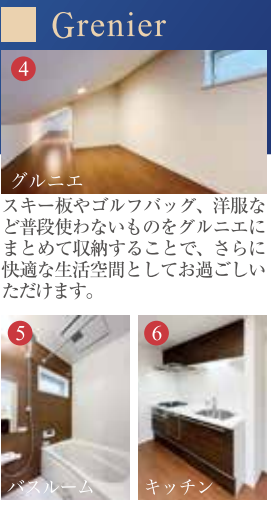 Grenier
4
グルニエ
スキー板やゴルフバッグ、洋服な
ど普段使わないものをグルニエに
まとめて収納することで、さらに
快適な生活空間としてお過ごしい
ただけます。
5
バスルーム
6
キッチン